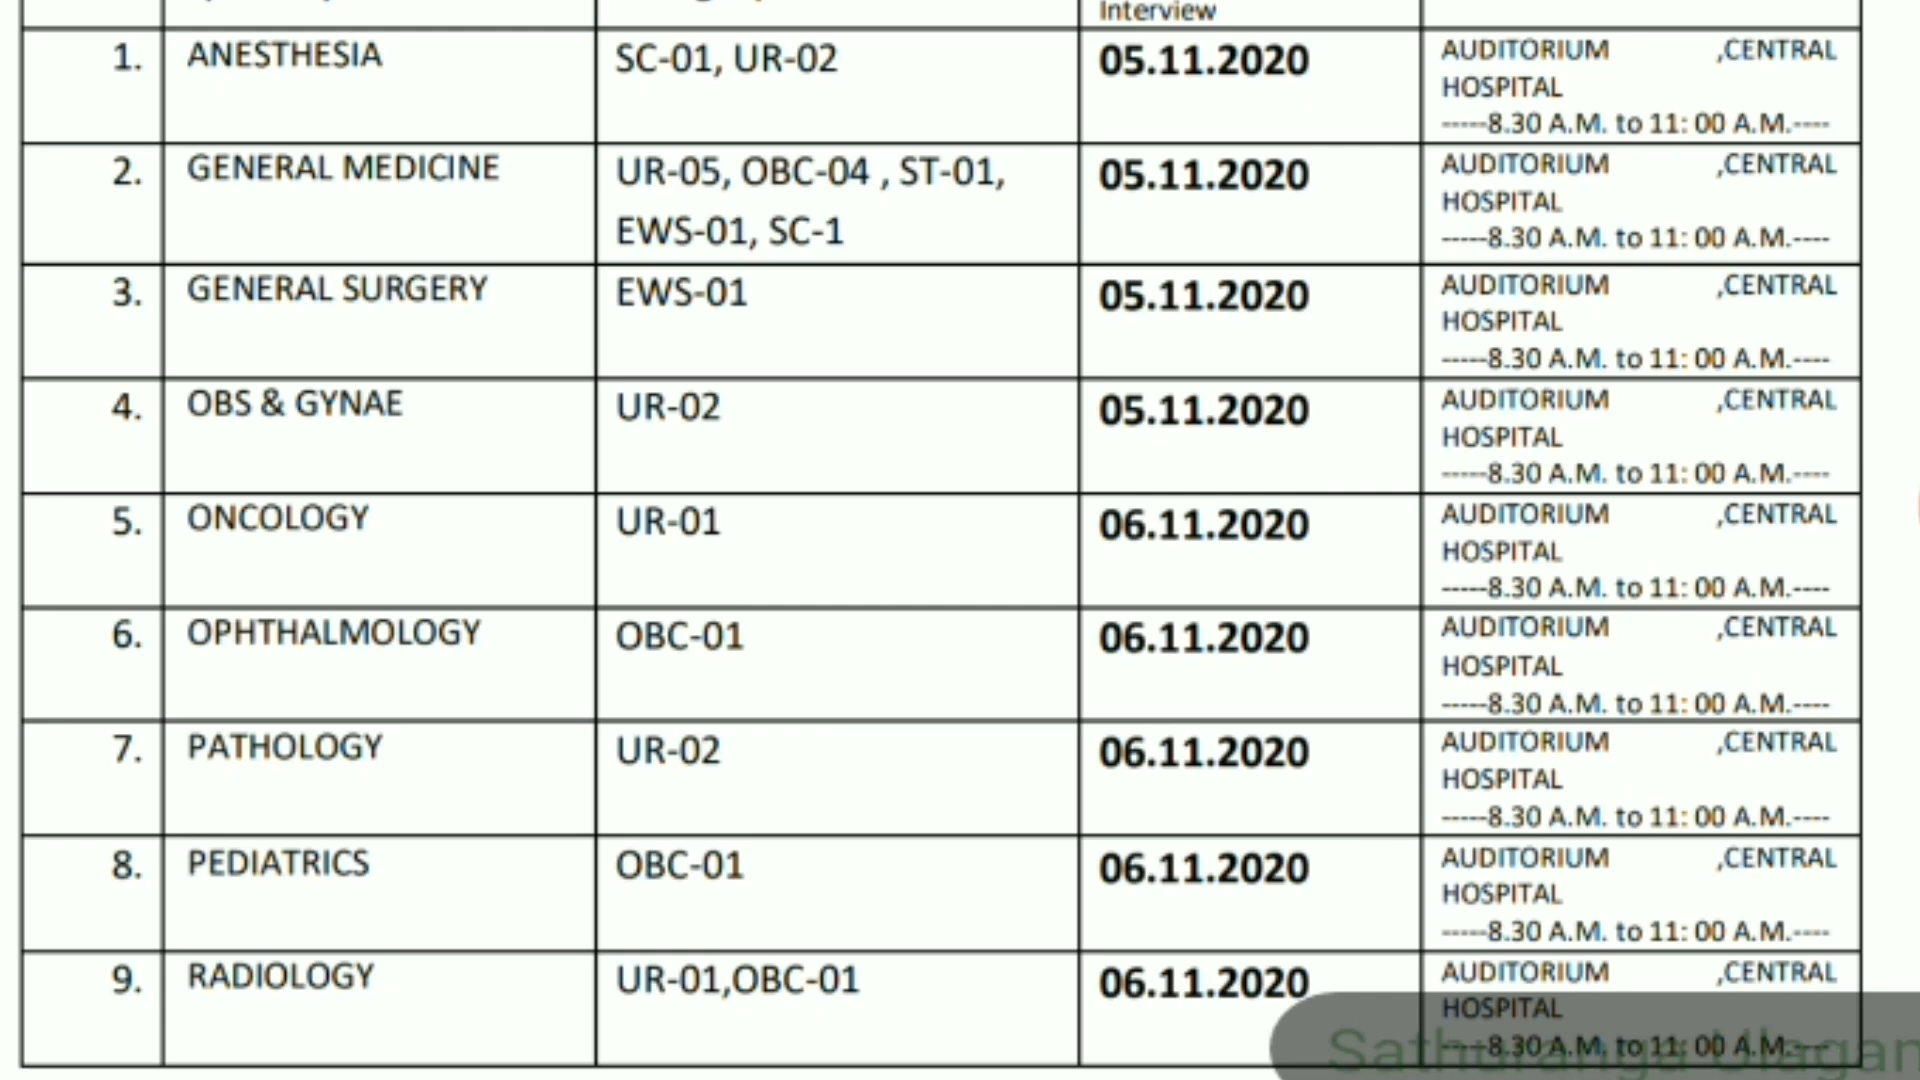 Interview
1. ANESTHESIA SC-01, UR-02 05.11.2020 AUDITORIUM ,CENTRAL
HOSPITAL
-----8.30 A.M. to 11: 00 A.M.----
2. GENERAL MEDICINE UR-05, OBC-04 , ST-01, 05.11.2020 AUDITORIUM ,CENTRAL
EWS-01, SC-1 HOSPITAL
-----8.30 A.M. to 11: 00 A.M.----
3. GENERAL SURGERY EWS-01 05.11.2020 AUDITORIUM ,CENTRAL
HOSPITAL
-----8.30 A.M. to 11: 00 A.M.----
4. OBS & GYNAE UR-02 05.11.2020 AUDITORIUM ,CENTRAL
HOSPITAL
-----8.30 A.M. to 11: 00 A.M.----
5. ONCOLOGY UR-01 06.11.2020 AUDITORIUM ,CENTRAL
HOSPITAL
-----8.30 A.M. to 11: 00 A.M.----
6. OPHTHALMOLOGY OBC-01 06.11.2020 AUDITORIUM ,CENTRAL
HOSPITAL
-----8.30 A.M. to 11: 00 A.M.----
7. PATHOLOGY UR-02 06.11.2020 AUDITORIUM ,CENTRAL
HOSPITAL
-----8.30 A.M. to 11: 00 A.M.----
8. PEDIATRICS OBC-01 06.11.2020 AUDITORIUM ,CENTRAL
HOSPITAL
-----8.30 A.M. to 11: 00 A.M.----
9. RADIOLOGY UR-01,OBC-01 06.11.2020 AUDITORIUM ,CENTRAL
HOSPITAL
-----8.30 A.M. to 11: 00 A.M.----